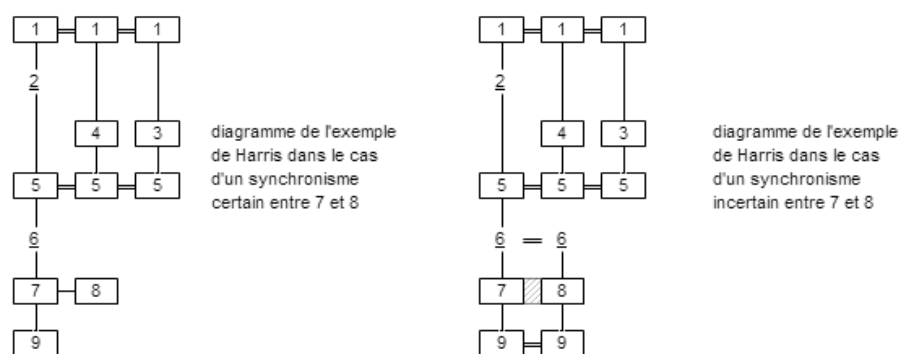 1 1 1
2
4 3
diagramme de l'exemple
de Harris dans le cas
d'un synchronisme
certain entre 7 et 8
5 5 5
6
7 8
9
1 1 1
2
4 3
diagramme de l'exemple
de Harris dans le cas
d'un synchronisme
incertain entre 7 et 8
5 5 5
6 = 6
7 8
9 9